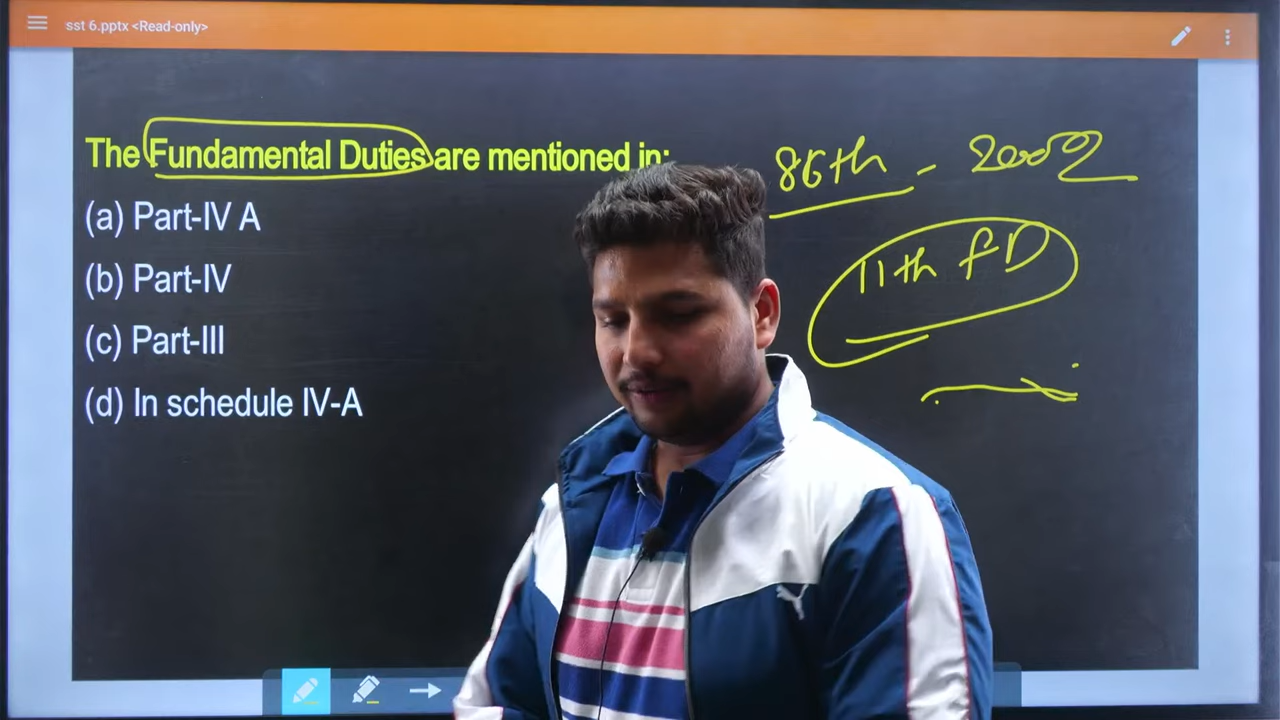 sst 6.pptx <Read-only>
The Fundamental Duties are mentioned in:
(a) Part-IV A
(b) Part-IV
(c) Part-III
(d) In schedule IV-A
86th - 2002
11th FD